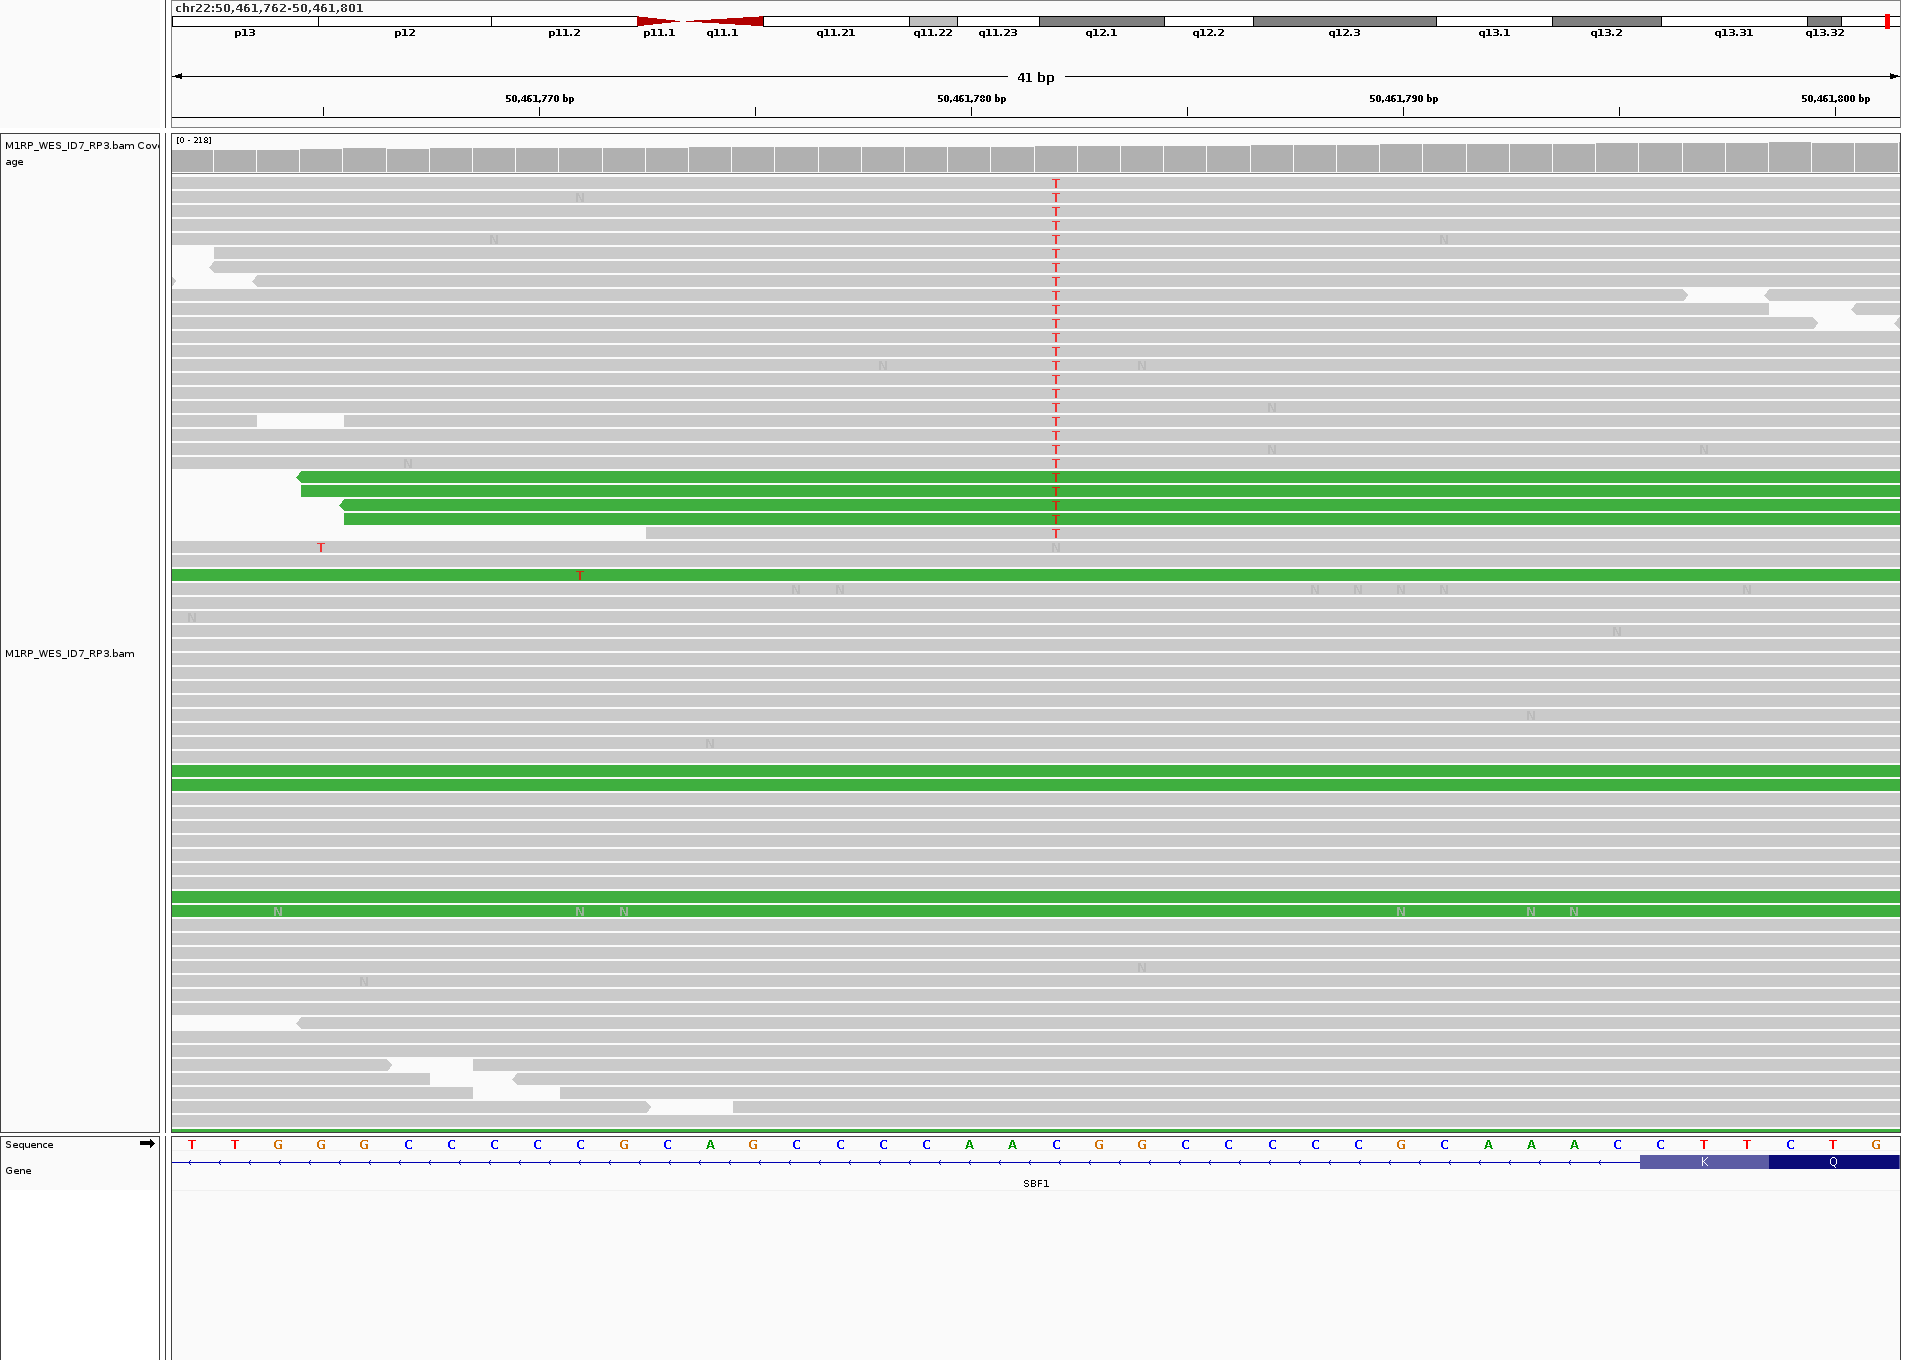 chr22:50,461,762-50,461,801
p13 p12 p11.2 p11.1 q11.1 q11.21 q11.22 q11.23 q12.1 q12.2 q12.3 q13.1 q13.2 q13.31 q13.32
41 bp
50,461,770 bp 50,461,780 bp 50,461,790 bp 50,461,800 bp
[0 - 218]
M1RP_WES_ID7_RP3.bam Cov
age
T
N T
T
T
N T N
T
T
T
T
T
T
T
T
N T N
T
T
T N
T
T
T N N
N T
T
T
T
T
T
T N
T
N N N N N N N
N
N
M1RP_WES_ID7_RP3.bam
N
N
N N N N N N
N
N
Sequence T T G G G C C C C C G C A G C C C C A A C G G C C C C C G C A A A C C T T C T G
Gene K Q
SBF1